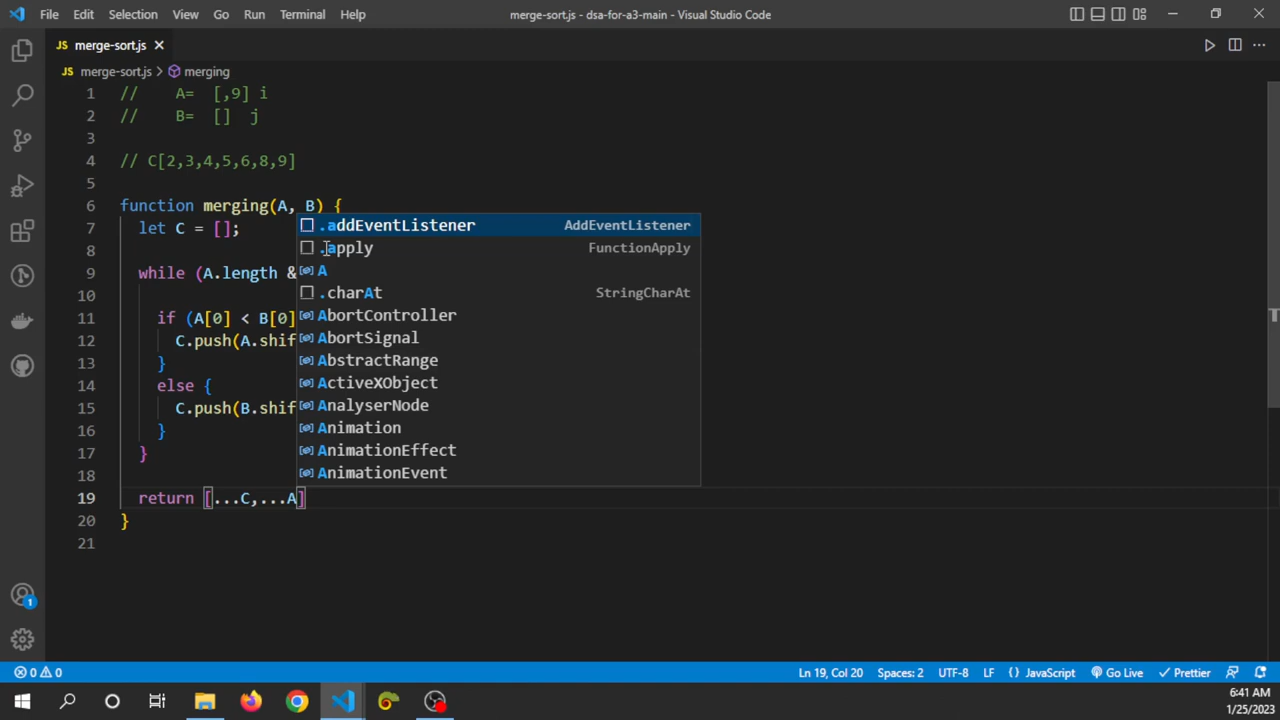 File Edit Selection View Go Run Terminal Help merge-sort.js - dsa-for-a3-main - Visual Studio Code
JS merge-sort.js
JS merge-sort.js > merging
1 // A= [,9] i
2 // B= [] j
3
4 // C[2,3,4,5,6,8,9]
5
6 function merging(A, B) {
7 let C = [];
8
9 while (A.length &
10
11 if (A[0] < B[0]
12 C.push(A.shif
13 }
14 else {
15 C.push(B.shif
16 }
17 }
18
19 return [...C,...A]
20 }
21
.addEventListener AddEventListener
.apply FunctionApply
A
.charAt StringCharAt
AbortController
AbortSignal
AbstractRange
ActiveXObject
AnalyserNode
Animation
AnimationEffect
AnimationEvent
1
0 0 Ln 19, Col 20 Spaces: 2 UTF-8 LF {} JavaScript Go Live Prettier
6:41 AM
1/25/2023